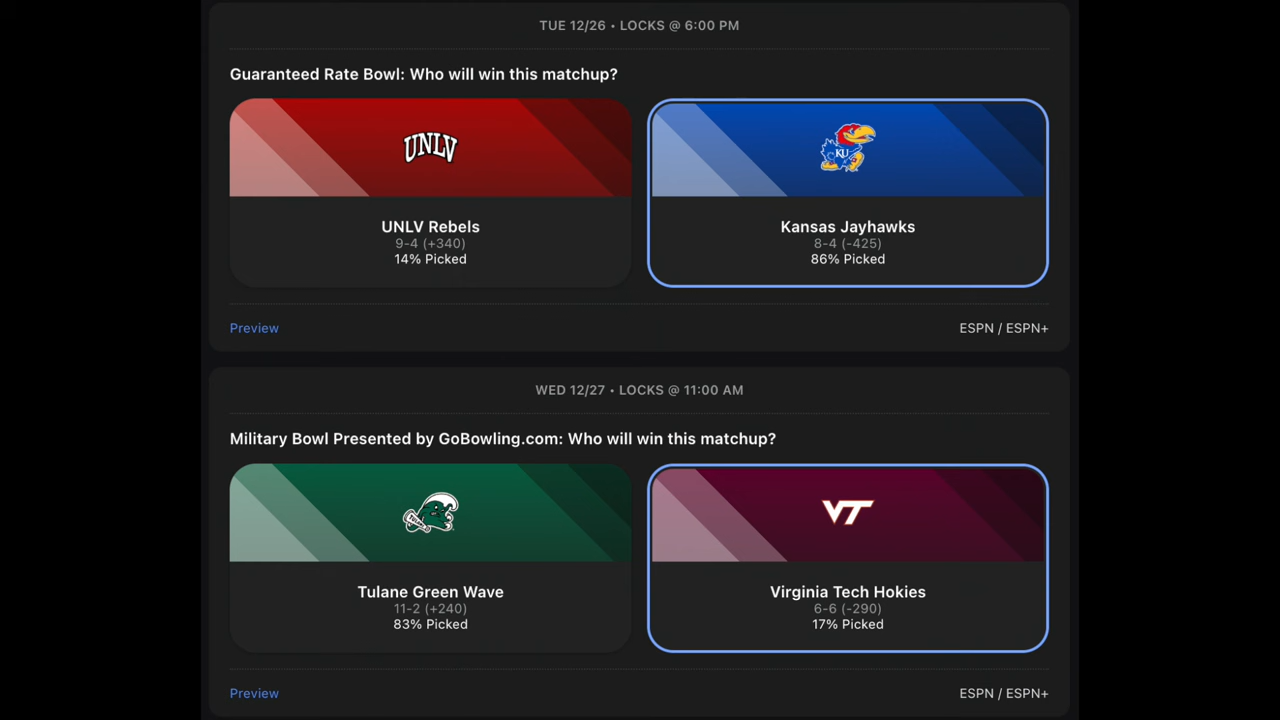 TUE 12/26 • LOCKS @ 6:00 PM
Guaranteed Rate Bowl: Who will win this matchup?
UNLV
KU
UNLV Rebels
Kansas Jayhawks
9-4 (+340)
8-4 (-425)
14% Picked
86% Picked
Preview
ESPN / ESPN+
WED 12/27 • LOCKS @ 11:00 AM
Military Bowl Presented by GoBowling.com: Who will win this matchup?
VT
Tulane Green Wave
Virginia Tech Hokies
11-2 (+240)
6-6 (-290)
83% Picked
17% Picked
Preview
ESPN / ESPN+